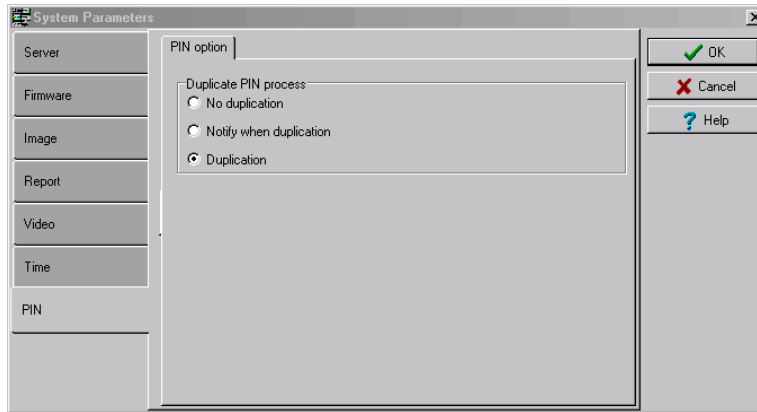 System Parameters
Server
Firmware
Image
Report
Video
Time
PIN
PIN option
Duplicate PIN process
No duplication
Notify when duplication
Duplication
OK
Cancel
Help